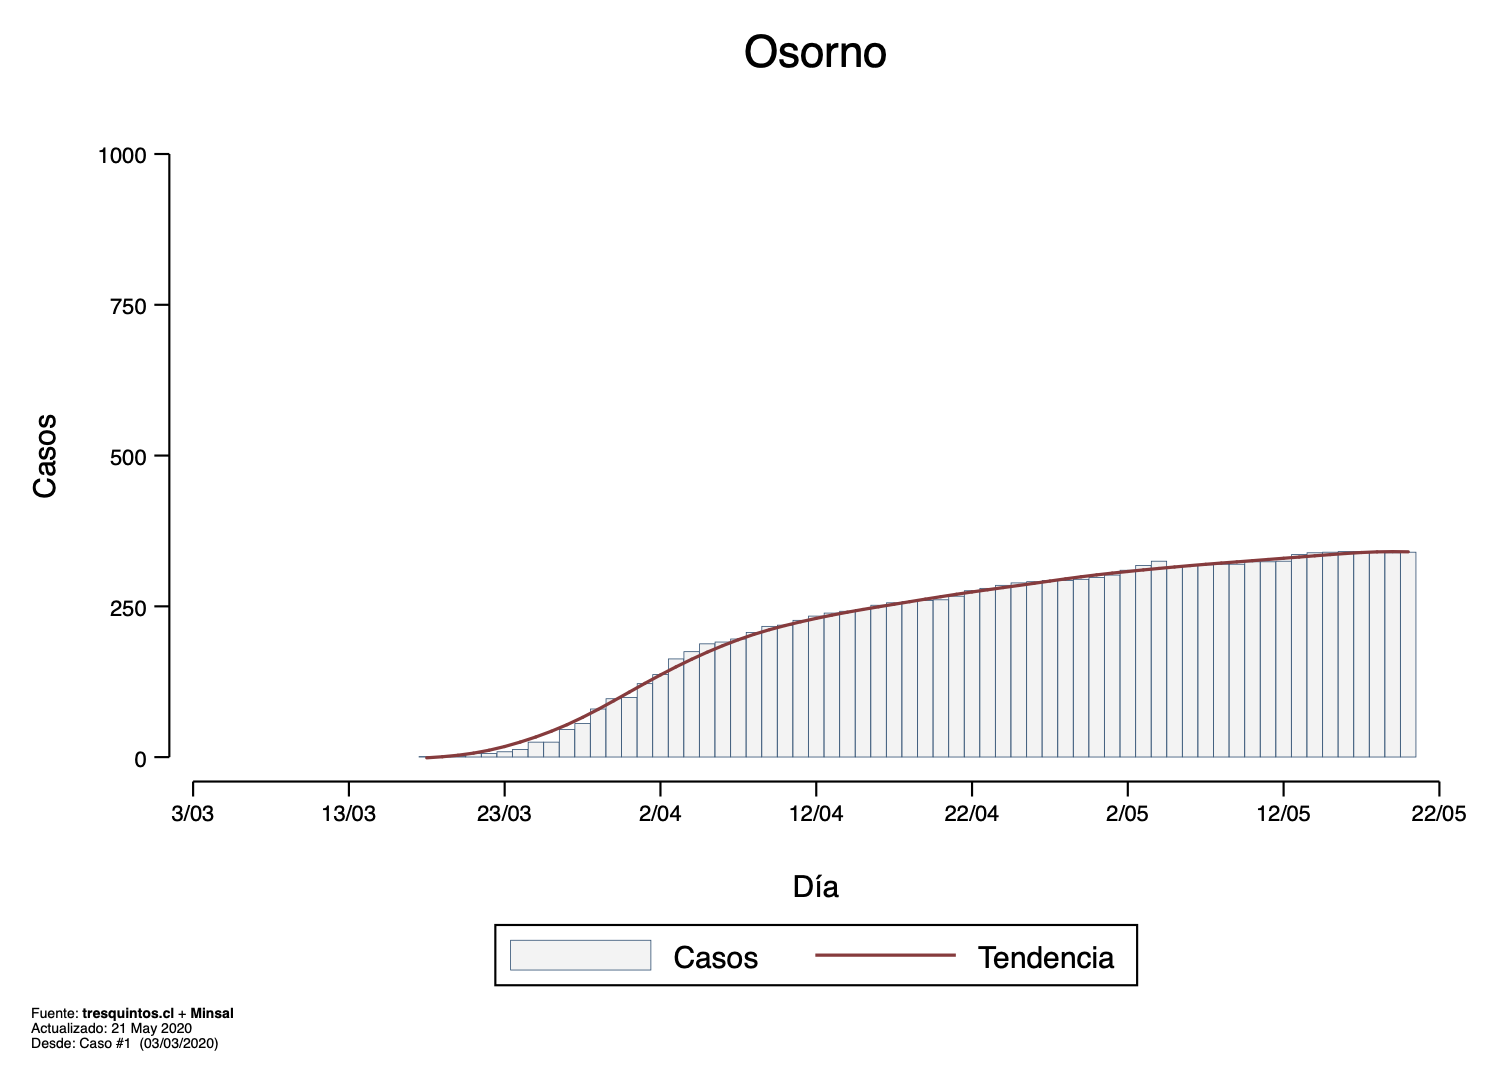 Osorno
1000
750
500
250
0
Casos
3/03 13/03 23/03 2/04 12/04 22/04 2/05 12/05 22/05
Día
Casos Tendencia
Fuente: tresquintos.cl + Minsal
Actualizado: 21 May 2020
Desde: Caso #1 (03/03/2020)